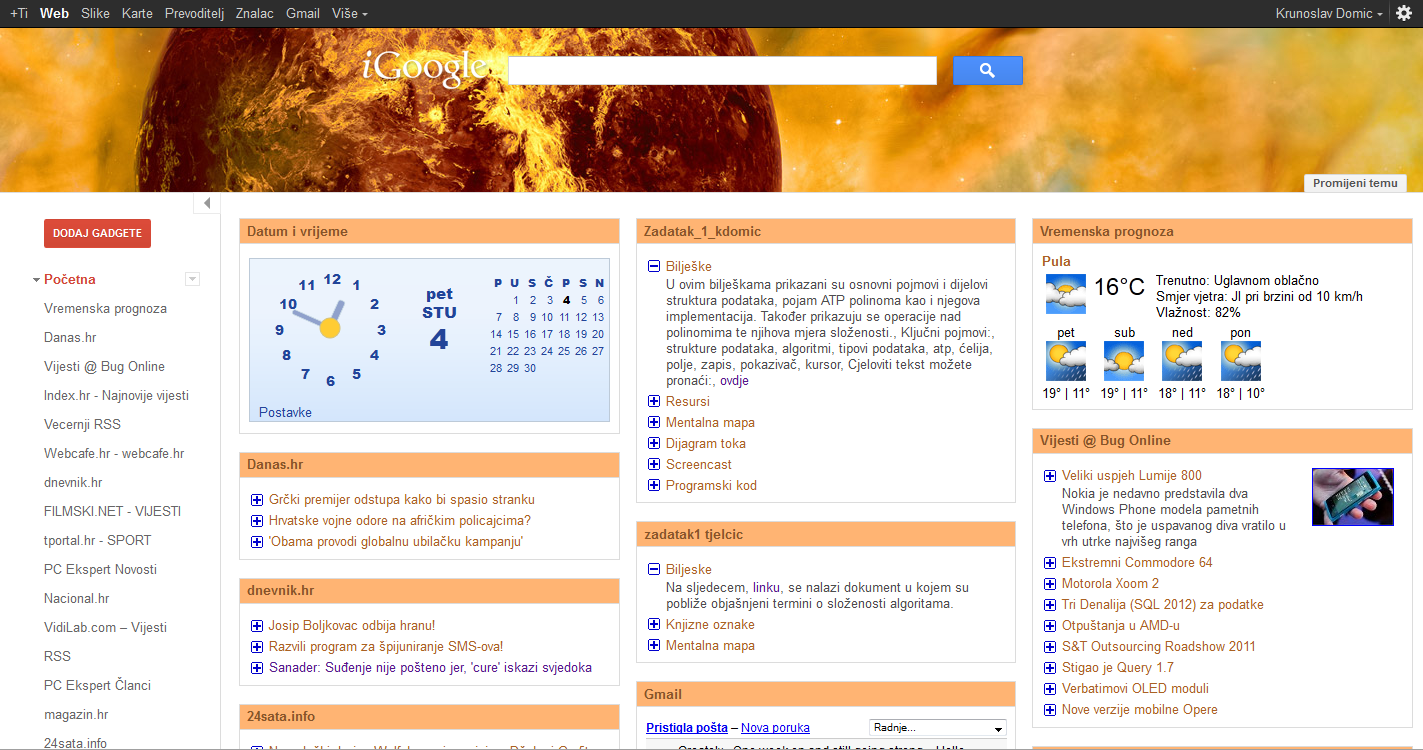 +Ti Web Slike Karte Prevoditelj Znalac Gmail Više
Krunoslav Domic
iGoogle
Promijeni temu
DODAJ GADGETE
Početna
Vremenska prognoza
Danas.hr
Vijesti @ Bug Online
Index.hr - Najnovije vijesti
Vecernji RSS
Webcafe.hr - webcafe.hr
dnevnik.hr
FILMSKI.NET - VIJESTI
tportal.hr - SPORT
PC Ekspert Novosti
Nacional.hr
VidiLab.com – Vijesti
RSS
PC Ekspert Članci
magazin.hr
24sata.info
Datum i vrijeme
12 1 2 3 4 5 6 7 8 9 10 11
pet
STU
4
P U S Č P S N
1 2 3 4 5 6
7 8 9 10 11 12 13
14 15 16 17 18 19 20
21 22 23 24 25 26 27
28 29 30
Postavke
Danas.hr
Grčki premijer odstupa kako bi spasio stranku
Hrvatske vojne odore na afričkim policajcima?
'Obama provodi globalnu ubilačku kampanju'
dnevnik.hr
Josip Boljkovac odbija hranu!
Razvili program za špijuniranje SMS-ova!
Sanader: Suđenje nije pošteno jer, 'cure' iskazi svjedoka
24sata.info
Zadatak_1_kdomic
Bilješke
U ovim bilješkama prikazani su osnovni pojmovi i dijelovi
struktura podataka, pojam ATP polinoma kao i njegova
implementacija. Također prikazuju se operacije nad
polinomima te njihova mjera složenosti., Ključni pojmovi:,
strukture podataka, algoritmi, tipovi podataka, atp, ćelija,
polje, zapis, pokazivač, kursor, Cjeloviti tekst možete
pronaći:, ovdje
Resursi
Mentalna mapa
Dijagram toka
Screencast
Programski kod
zadatak1 tjelcic
Biljeske
Na sljedecem, linku, se nalazi dokument u kojem su
pobliže objašnjeni termini o složenosti algoritama.
Knjizne oznake
Mentalna mapa
Gmail
Pristigla pošta – Nova poruka
Radnje...
Vremenska prognoza
Pula
16°C
Trenutno: Uglavnom oblačno
Smjer vjetra: JI pri brzini od 10 km/h
Vlažnost: 82%
pet sub ned pon
19° | 11° 19° | 11° 18° | 11° 18° | 10°
Vijesti @ Bug Online
Veliki uspjeh Lumije 800
Nokia je nedavno predstavila dva
Windows Phone modela pametnih
telefona, što je uspavanog diva vratilo u
vrh utrke najvišeg ranga
Ekstremni Commodore 64
Motorola Xoom 2
Tri Denalija (SQL 2012) za podatke
Otpuštanja u AMD-u
S&T Outsourcing Roadshow 2011
Stigao je Query 1.7
Verbatimovi OLED moduli
Nove verzije mobilne Opere